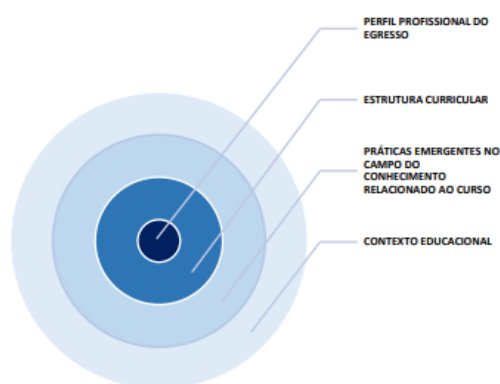 PERFIL PROFISSIONAL DO
EGRESSO
ESTRUTURA CURRICULAR
PRÁTICAS EMERGENTES NO
CAMPO DO
CONHECIMENTO
RELACIONADO AO CURSO
CONTEXTO EDUCACIONAL